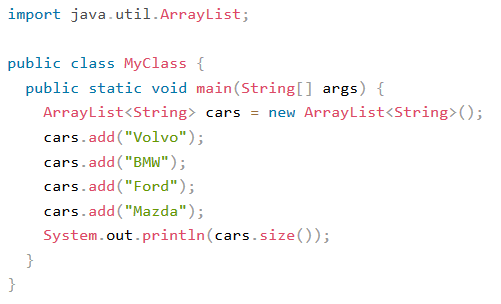 import java.util.ArrayList;

public class MyClass {
  public static void main(String[] args) {
    ArrayList<String> cars = new ArrayList<String>();
    cars.add("Volvo");
    cars.add("BMW");
    cars.add("Ford");
    cars.add("Mazda");
    System.out.println(cars.size());
  }
}